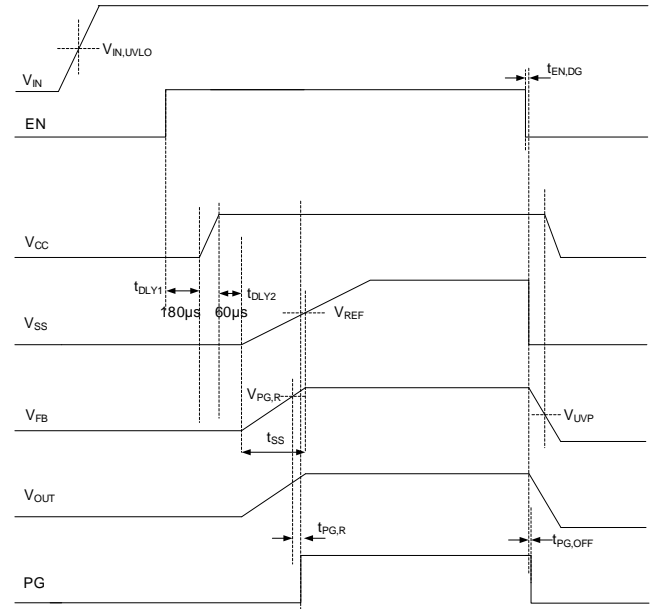 VIN,UVLO
VIN
tEN,DG
EN
VCC
tDLY1
tDLY2
180µs
60µs
VREF
VSS
VPG,R
VFB
VUVP
tSS
VOUT
tPG,R
tPG,OFF
PG